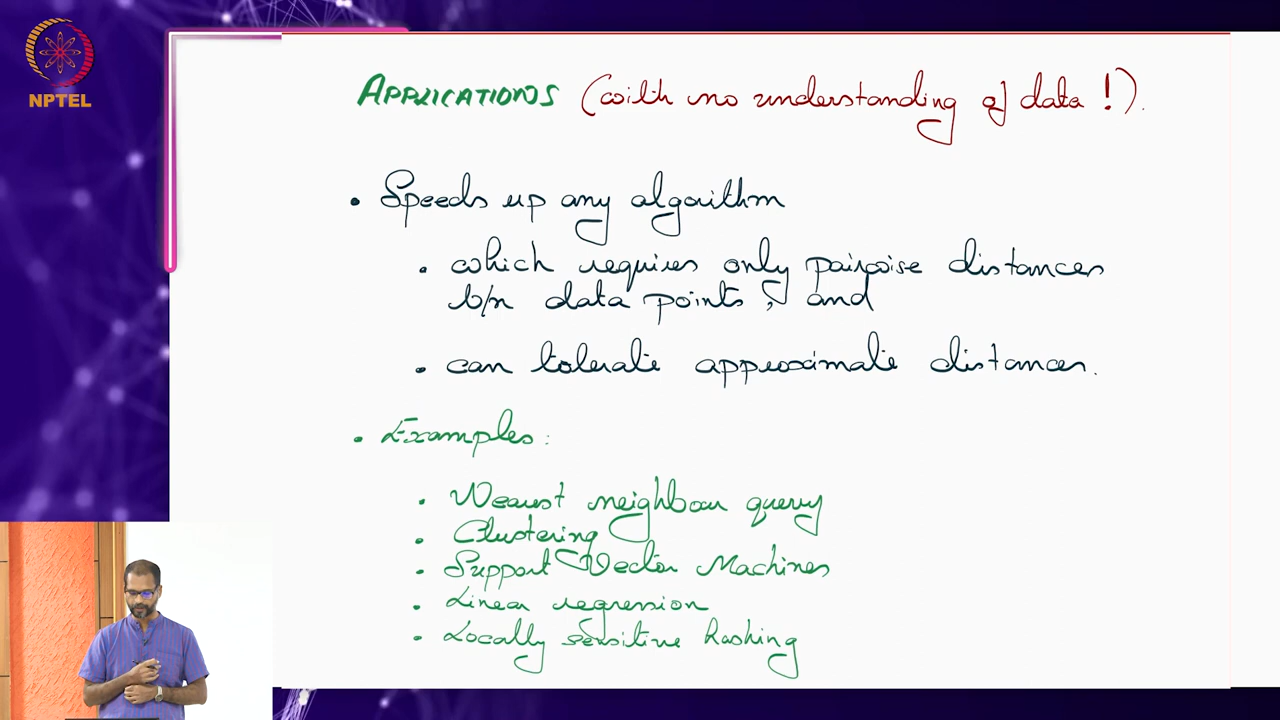 NPTEL
APPLICATIONS (with no understanding of data !).
• Speeds up any algorithm
• which requires only pairwise distances
b/n data points, and
• can tolerate approximate distances.
• Examples:
• Nearest neighbour query
• Clustering
• Support Vector Machines
• Linear regression
• Locally sensitive hashing